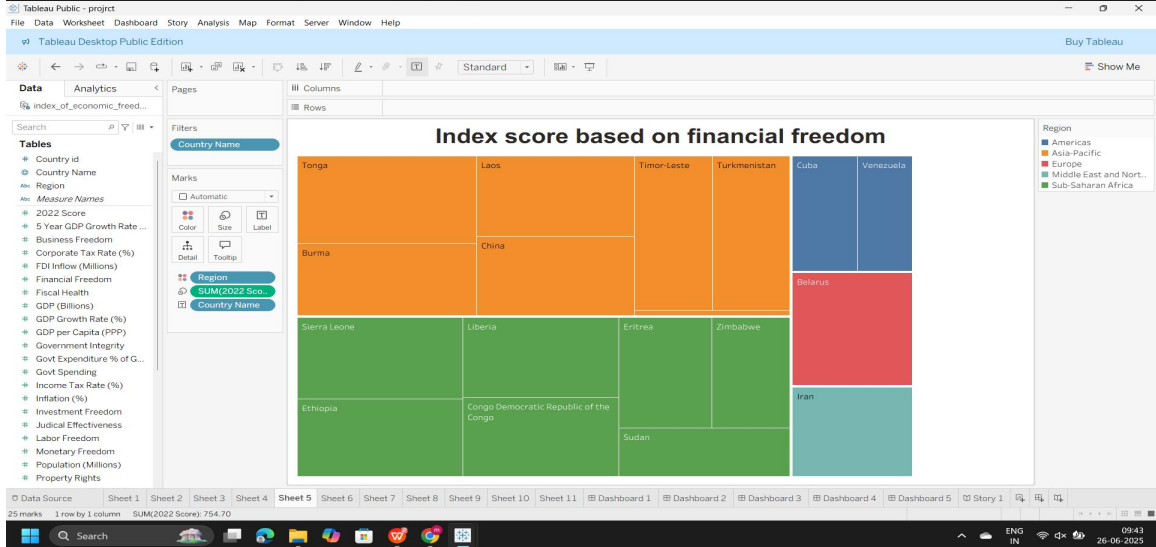 Tableau Public - projrct
File Data Worksheet Dashboard Story Analysis Map Format Server Window Help
Tableau Desktop Public Edition Buy Tableau
Standard Show Me
Data Analytics Pages Columns
index_of_economic_freed... Rows
Search
Tables
Country id
Country Name
Abc Region
Abc Measure Names
2022 Score
5 Year GDP Growth Rate ...
Business Freedom
Corporate Tax Rate (%)
FDI Inflow (Millions)
Financial Freedom
Fiscal Health
GDP (Billions)
GDP Growth Rate (%)
GDP per Capita (PPP)
Government Integrity
Govt Expenditure % of G...
Govt Spending
Income Tax Rate (%)
Inflation (%)
Investment Freedom
Judical Effectiveness
Labor Freedom
Monetary Freedom
Population (Millions)
Property Rights
Filters
Country Name
Marks
Automatic
Color Size Label
Detail Tooltip
Region
SUM(2022 Sco..
Country Name
Index score based on financial freedom
Tonga Laos Timor-Leste Turkmenistan Cuba Venezuela
Burma China
Belarus
Sierra Leone Liberia Eritrea Zimbabwe
Iran
Ethiopia Congo Democratic Republic of the
Congo
Sudan
Region
Americas
Asia-Pacific
Europe
Middle East and Nort..
Sub-Saharan Africa
Data Source Sheet 1 Sheet 2 Sheet 3 Sheet 4 Sheet 5 Sheet 6 Sheet 7 Sheet 8 Sheet 9 Sheet 10 Sheet 11 Dashboard 1 Dashboard 2 Dashboard 3 Dashboard 4 Dashboard 5 Story 1
25 marks 1 row by 1 column SUM(2022 Score): 754.70
Search ENG 09:43
IN 26-06-2025